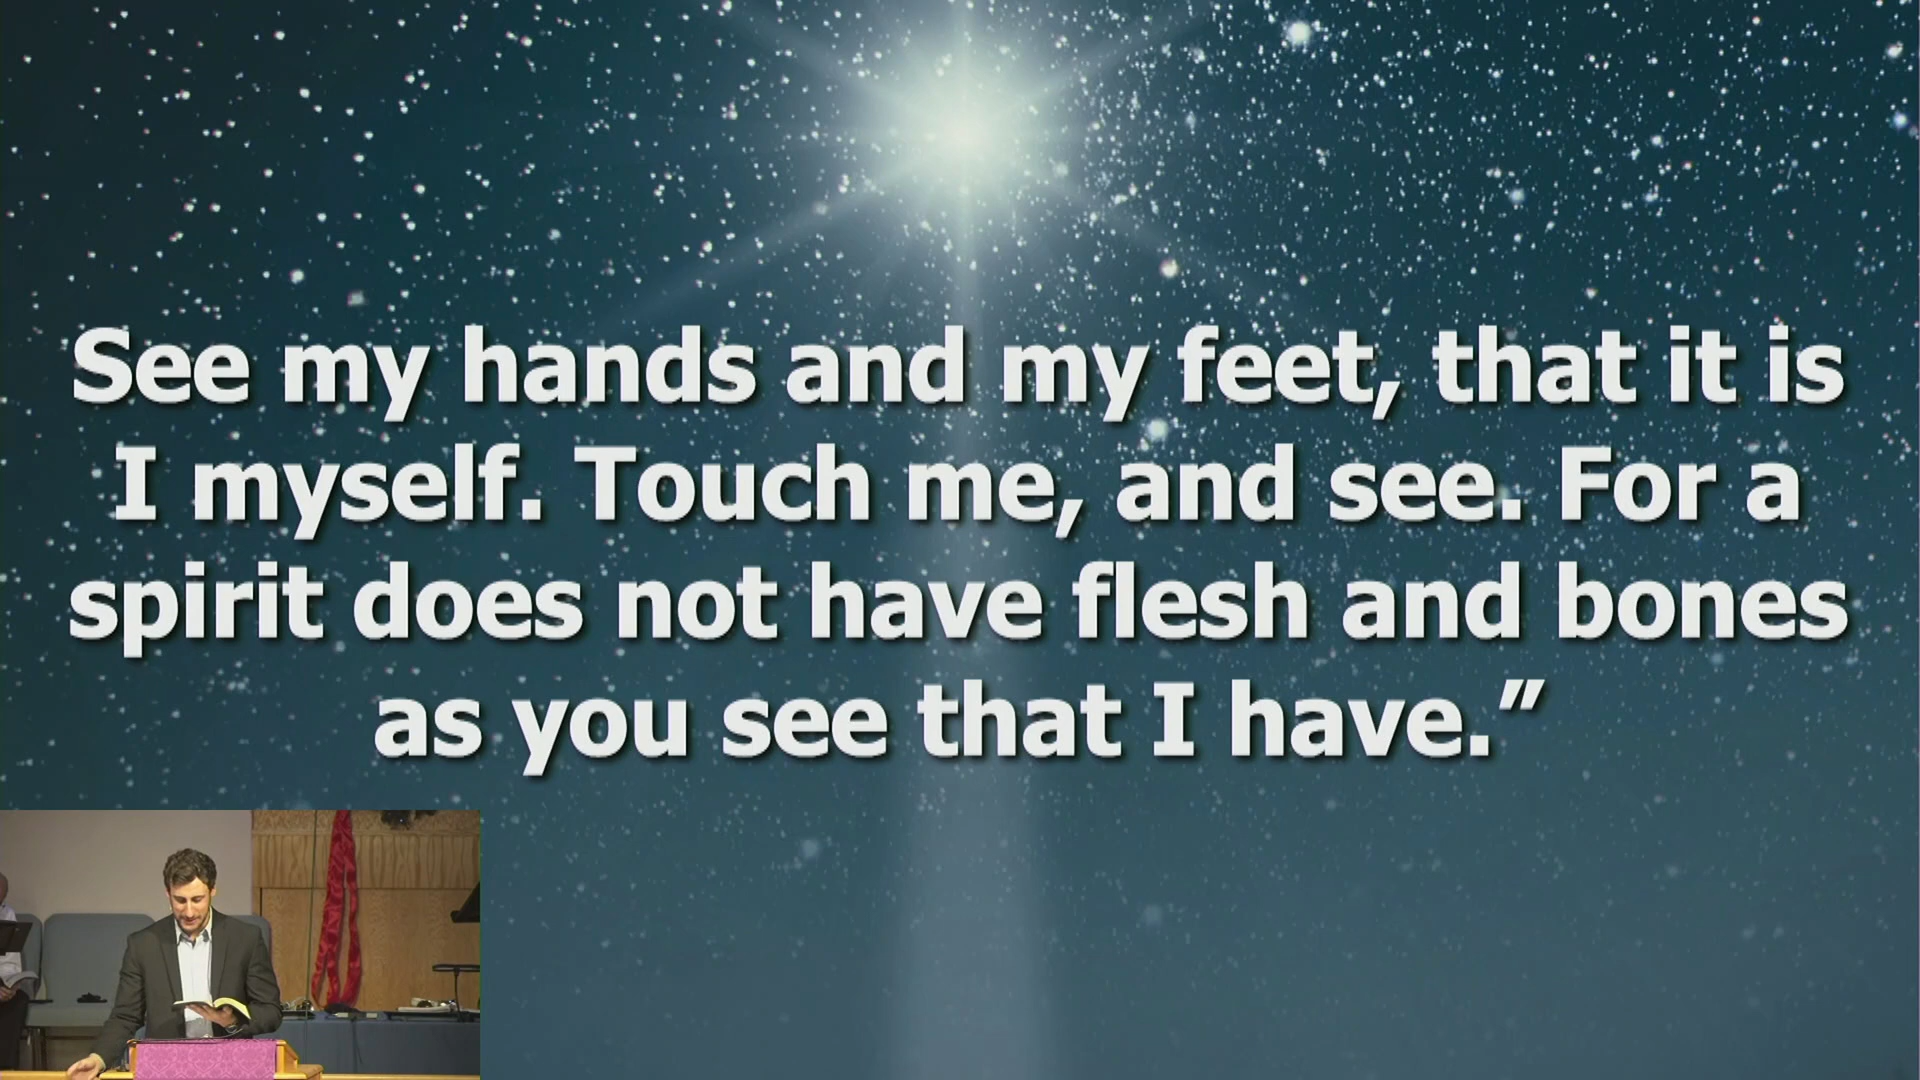 See my hands and my feet, that it is
I myself. Touch me, and see. For a
spirit does not have flesh and bones
as you see that I have.”